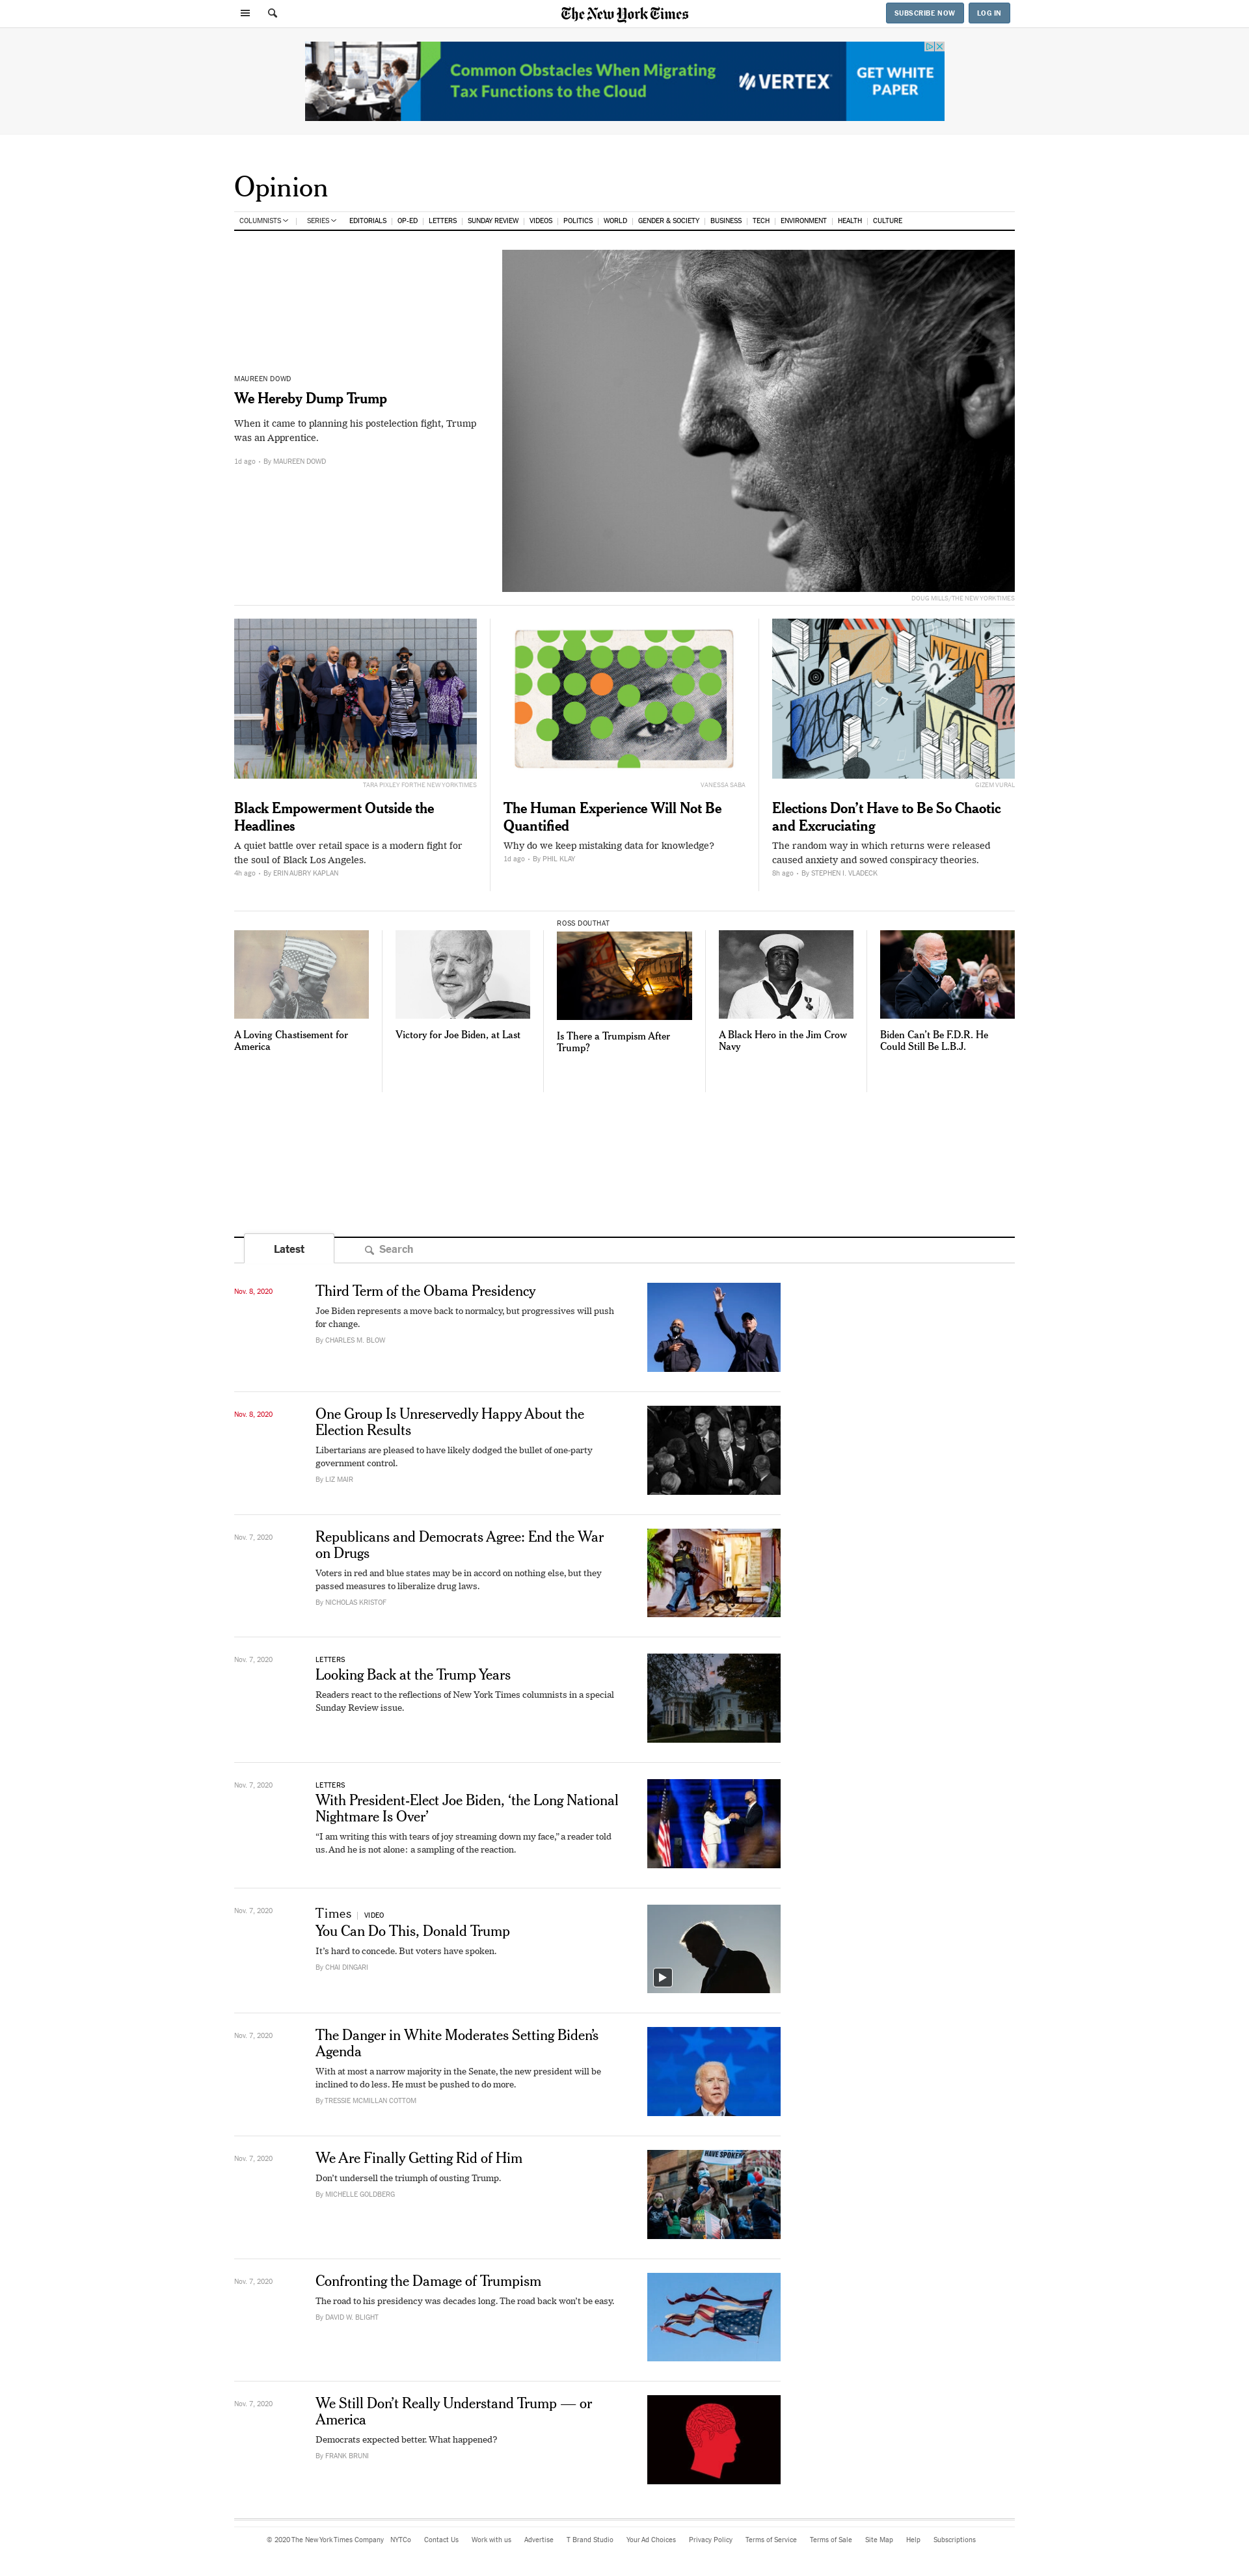 The New York Times
SUBSCRIBE NOW
LOG IN
Common Obstacles When Migrating
Tax Functions to the Cloud
VERTEX
GET WHITE
PAPER
Opinion
COLUMNISTS
SERIES
EDITORIALS
OP-ED
LETTERS
SUNDAY REVIEW
VIDEOS
POLITICS
WORLD
GENDER & SOCIETY
BUSINESS
TECH
ENVIRONMENT
HEALTH
CULTURE
MAUREEN DOWD
We Hereby Dump Trump
When it came to planning his postelection fight, Trump
was an Apprentice.
1d ago • By MAUREEN DOWD
DOUG MILLS/THE NEW YORK TIMES
TARA PIXLEY FOR THE NEW YORK TIMES
Black Empowerment Outside the
Headlines
A quiet battle over retail space is a modern fight for
the soul of Black Los Angeles.
4h ago • By ERIN AUBRY KAPLAN
VANESSA SABA
The Human Experience Will Not Be
Quantified
Why do we keep mistaking data for knowledge?
1d ago • By PHIL KLAY
GIZEM VURAL
Elections Don’t Have to Be So Chaotic
and Excruciating
The random way in which returns were released
caused anxiety and sowed conspiracy theories.
8h ago • By STEPHEN I. VLADECK
A Loving Chastisement for
America
Victory for Joe Biden, at Last
ROSS DOUTHAT
Is There a Trumpism After
Trump?
A Black Hero in the Jim Crow
Navy
Biden Can’t Be F.D.R. He
Could Still Be L.B.J.
Latest
Search
Nov. 8, 2020
Third Term of the Obama Presidency
Joe Biden represents a move back to normalcy, but progressives will push
for change.
By CHARLES M. BLOW
Nov. 8, 2020
One Group Is Unreservedly Happy About the
Election Results
Libertarians are pleased to have likely dodged the bullet of one-party
government control.
By LIZ MAIR
Nov. 7, 2020
Republicans and Democrats Agree: End the War
on Drugs
Voters in red and blue states may be in accord on nothing else, but they
passed measures to liberalize drug laws.
By NICHOLAS KRISTOF
Nov. 7, 2020
LETTERS
Looking Back at the Trump Years
Readers react to the reflections of New York Times columnists in a special
Sunday Review issue.
Nov. 7, 2020
LETTERS
With President-Elect Joe Biden, ‘the Long National
Nightmare Is Over’
“I am writing this with tears of joy streaming down my face,” a reader told
us. And he is not alone: a sampling of the reaction.
Nov. 7, 2020
Times | VIDEO
You Can Do This, Donald Trump
It’s hard to concede. But voters have spoken.
By CHAI DINGARI
Nov. 7, 2020
The Danger in White Moderates Setting Biden’s
Agenda
With at most a narrow majority in the Senate, the new president will be
inclined to do less. He must be pushed to do more.
By TRESSIE MCMILLAN COTTOM
Nov. 7, 2020
We Are Finally Getting Rid of Him
Don’t undersell the triumph of ousting Trump.
By MICHELLE GOLDBERG
HAVE SPOKEN
Nov. 7, 2020
Confronting the Damage of Trumpism
The road to his presidency was decades long. The road back won’t be easy.
By DAVID W. BLIGHT
Nov. 7, 2020
We Still Don’t Really Understand Trump — or
America
Democrats expected better. What happened?
By FRANK BRUNI
© 2020 The New York Times Company
NYTCo
Contact Us
Work with us
Advertise
T Brand Studio
Your Ad Choices
Privacy Policy
Terms of Service
Terms of Sale
Site Map
Help
Subscriptions